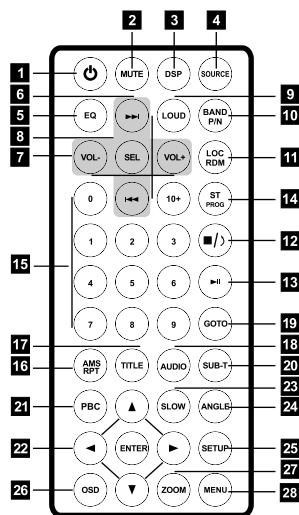 2 3 4
1 MUTE DSP SOURCE
6 9
5 EQ LOUD BAND P/N 10
8
7 VOL- SEL VOL+ LOC RDM 11
0 10+ ST PROG 14
1 2 3 12
15
4 5 6 13
7 8 9 GOTO 19
17 18
16 AMS RPT TITLE AUDIO SUB-T 20
23
21 PBC SLOW ANGLE 24
22 ENTER SETUP 25
27
26 OSD ZOOM MENU 28